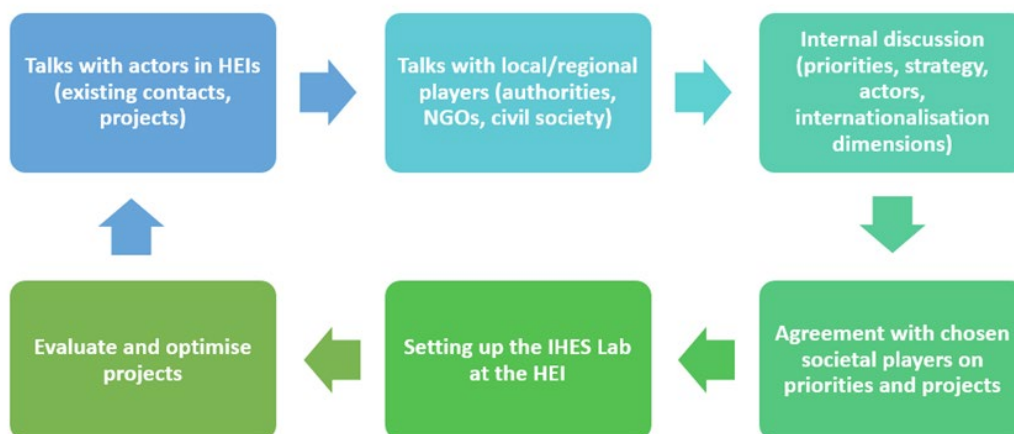 Talks with actors in HEIs
(existing contacts,
projects)
Talks with local/regional
players (authorities,
NGOs, civil society)
Internal discussion
(priorities, strategy,
actors,
internationalisation
dimensions)
Agreement with chosen
societal players on
priorities and projects
Setting up the IHES Lab
at the HEI
Evaluate and optimise
projects